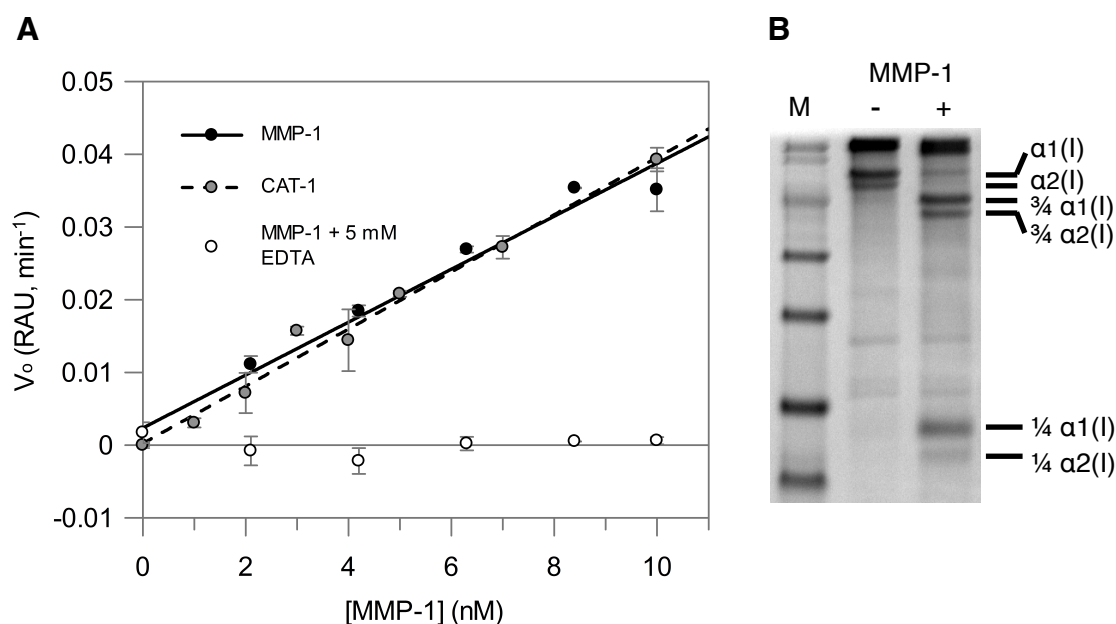 A
0.05
0.04
0.03
0.02
0.01
0
-0.01
Vo (RAU, min-1)
MMP-1
CAT-1
MMP-1 + 5 mM
EDTA
0 2 4 6 8 10
[MMP-1] (nM)
B
MMP-1
M - +
α1(I)
α2(I)
¾ α1(I)
¾ α2(I)
¼ α1(I)
¼ α2(I)